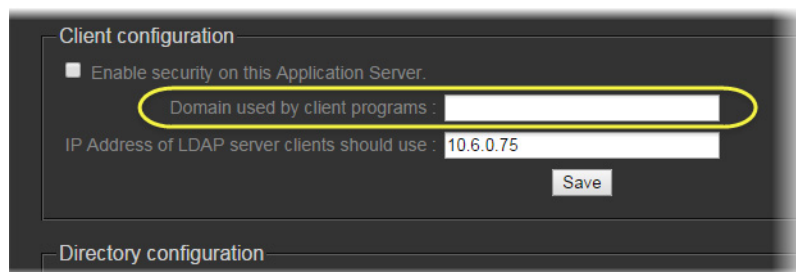 Client configuration
Enable security on this Application Server.
Domain used by client programs :
IP Address of LDAP server clients should use : 10.6.0.75
Save
Directory configuration